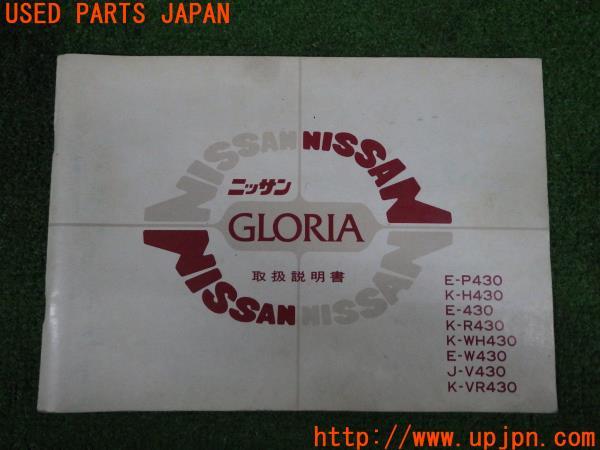 USED PARTS JAPAN
NISSAN NISSAN
ニッサン
GLORIA
取扱説明書
NISSAN NISSAN
E-P430
K-H430
E-430
K-R430
K-WH430
E-W430
J-V430
K-VR430
http://www.upjpn.com/